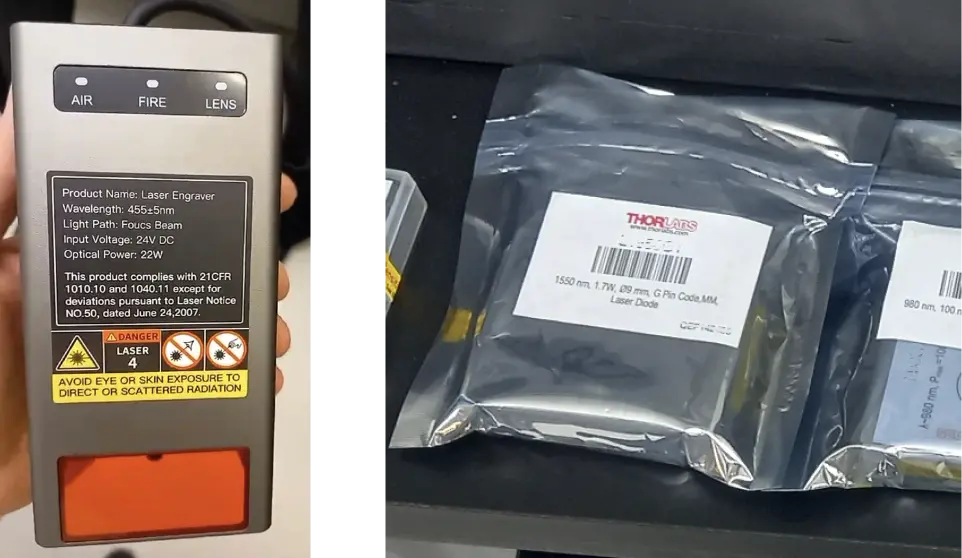 AIR FIRE LENS
Product Name: Laser Engraver
Wavelength: 455±5nm
Light Path: Foucs Beam
Input Voltage: 24V DC
Optical Power: 22W
This product complies with 21CFR
1010.10 and 1040.11 except for
deviations pursuant to Laser Notice
NO.50, dated June 24,2007.
DANGER
LASER
4
AVOID EYE OR SKIN EXPOSURE TO
DIRECT OR SCATTERED RADIATION
THORLABS
www.thorlabs.com
1550 nm, 1.7W, Ø9 mm, G Pin Code,MM,
Laser Diode
980 nm, 100
λ=980 nm,